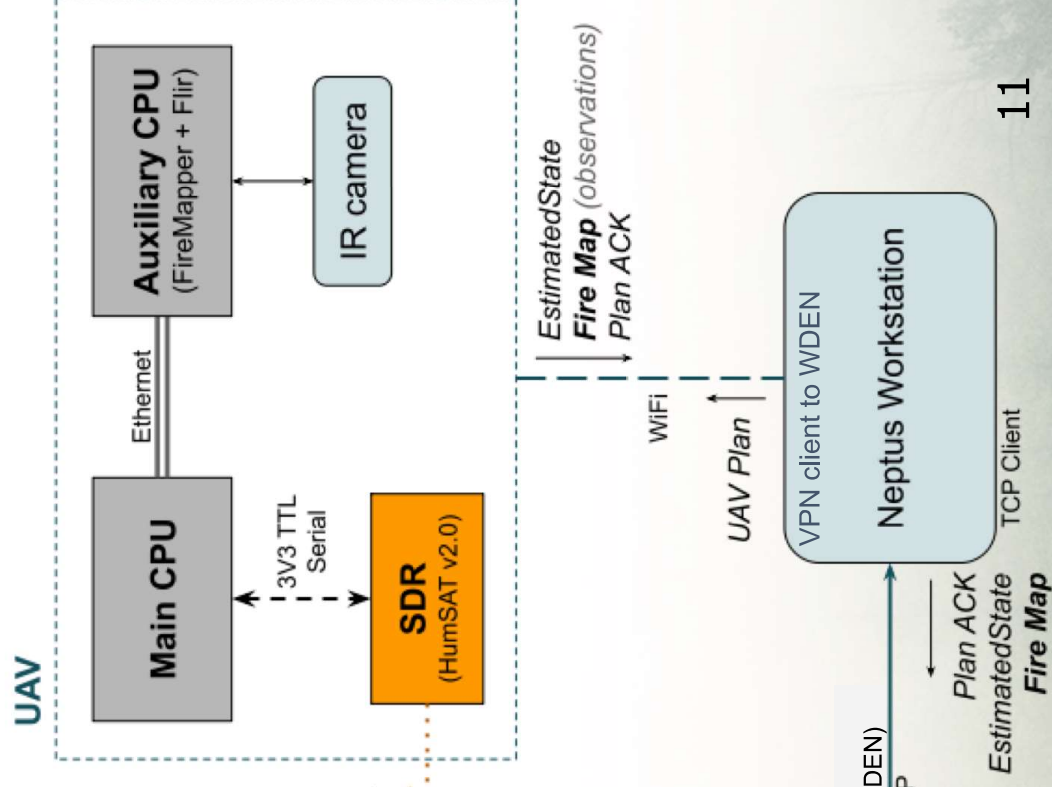 UAV
Main CPU
Ethernet
Auxiliary CPU
(FireMapper + Flir)
3V3 TTL
Serial
SDR
(HumSAT v2.0)
IR camera
WiFi
EstimatedState
Fire Map (observations)
Plan ACK
UAV Plan
VPN client to WDEN
Neptus Workstation
TCP Client
DEN)
P
Plan ACK
EstimatedState
Fire Map
11